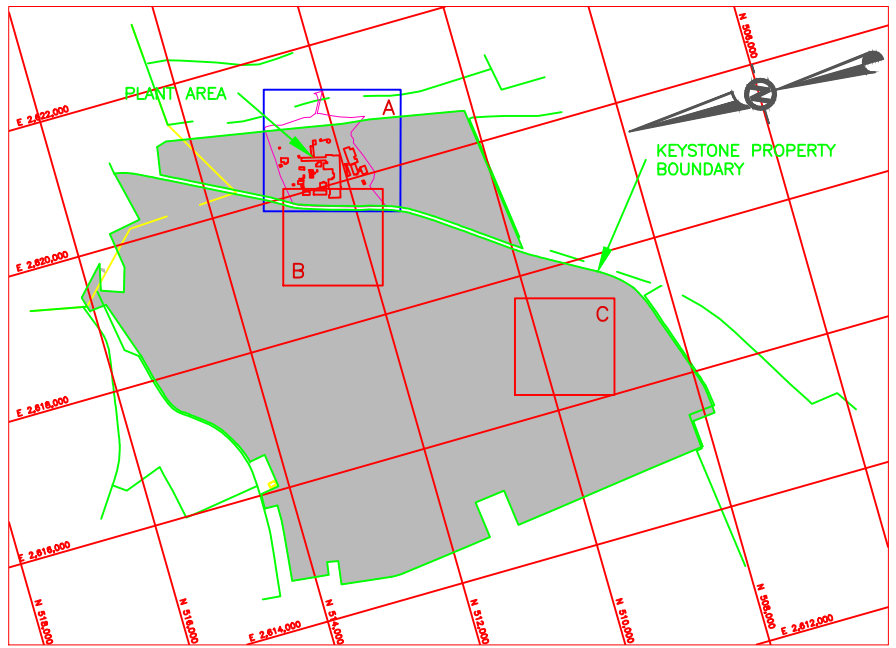 N 506,000
E 2,622,000
PLANT AREA
A
N
KEYSTONE PROPERTY
BOUNDARY
E 2,620,000
B
C
E 2,618,000
E 2,616,000
N 518,000
N 516,000
E 2,614,000
N 514,000
N 512,000
N 510,000
N 508,000
E 2,612,000